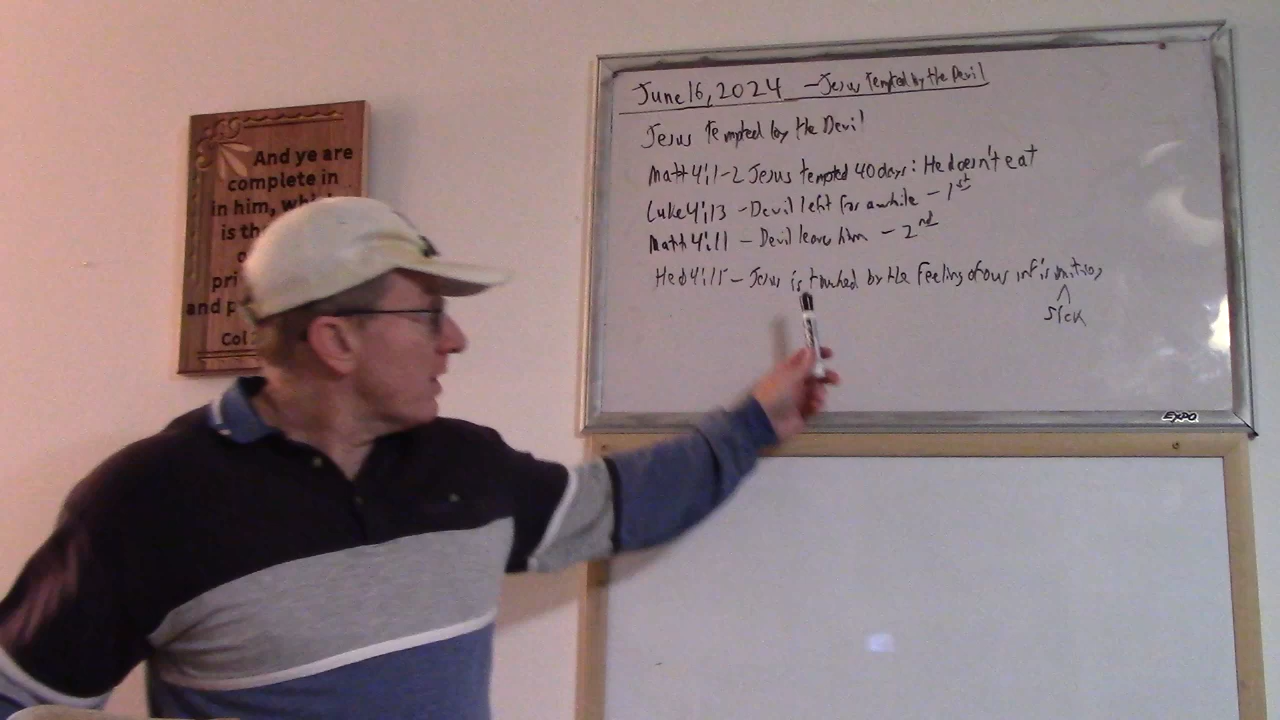 And ye are
complete in
in him, whi
is the
o
pri
and p
Col
June 16, 2024 - Jesus Tempted by the Devil
Jesus Tempted by the Devil
Matt 4:1-2 Jesus tempted 40 days: He doesn't eat
Luke 4:13 - Devil left for awhile - 1st
Matt 4:11 - Devil leave him - 2nd
Heb 4:15 - Jesus is touched by the feeling of our
^
sick
EXPO